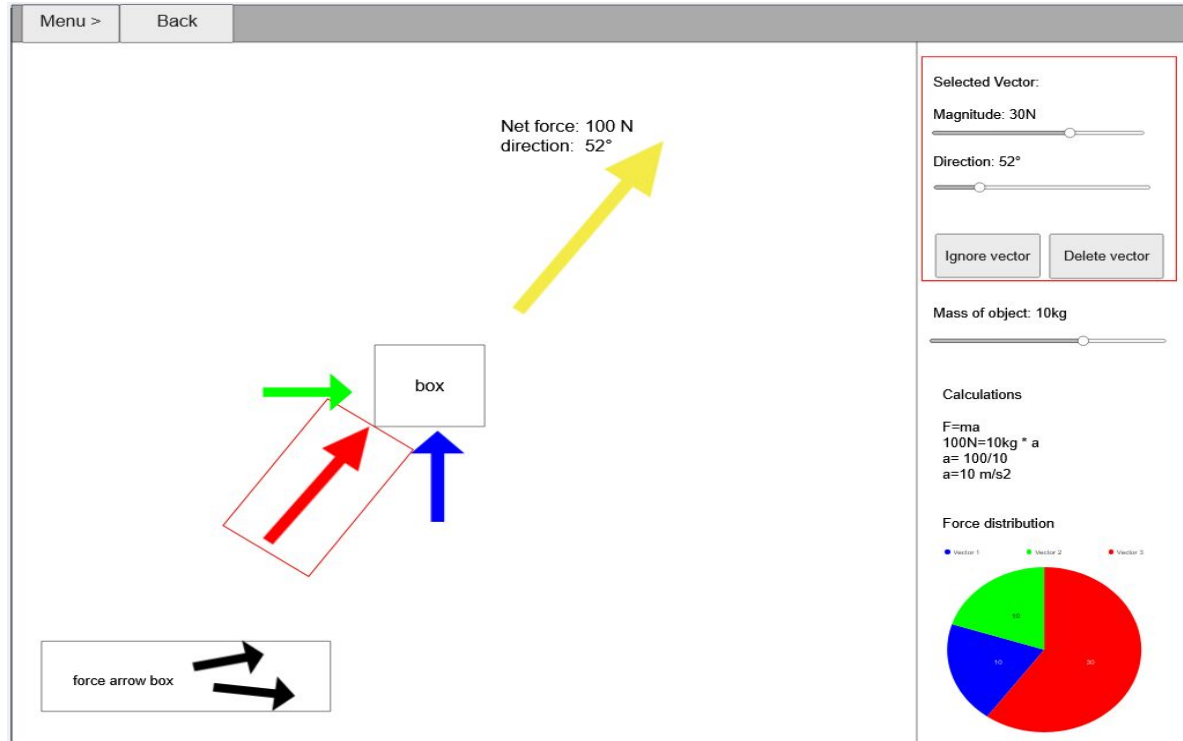 Menu >
Back
Net force: 100 N
direction: 52°
box
force arrow box
Selected Vector:
Magnitude: 30N
Direction: 52°
Ignore vector
Delete vector
Mass of object: 10kg
Calculations
F=ma
100N=10kg * a
a= 100/10
a=10 m/s2
Force distribution
Vector 1
Vector 2
Vector 3
10
10
30